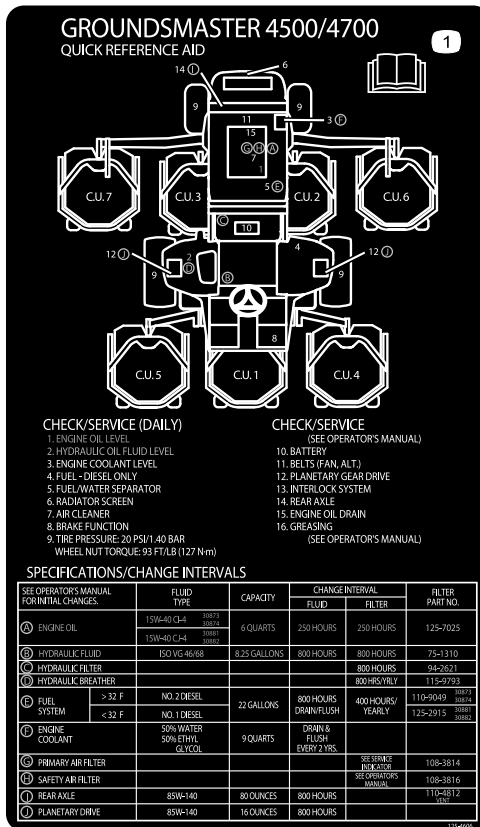 GROUNDSMASTER 4500/4700
QUICK REFERENCE AID
1
14 I
6
9
9
11
3 F
15
G H A
7
1
5 E
C.U.7
C.U.3
C.U.2
C.U.6
C
10
4
12 J
2
D
12 J
9
9
B
8
C.U.5
C.U.1
C.U.4
CHECK/SERVICE (DAILY)
1. ENGINE OIL LEVEL
2. HYDRAULIC OIL FLUID LEVEL
3. ENGINE COOLANT LEVEL
4. FUEL - DIESEL ONLY
5. FUEL/WATER SEPARATOR
6. RADIATOR SCREEN
7. AIR CLEANER
8. BRAKE FUNCTION
9. TIRE PRESSURE: 20 PSI/1.40 BAR
WHEEL NUT TORQUE: 93 FT/LB (127 N·m)
CHECK/SERVICE
(SEE OPERATOR'S MANUAL)
10. BATTERY
11. BELTS (FAN, ALT.)
12. PLANETARY GEAR DRIVE
13. INTERLOCK SYSTEM
14. REAR AXLE
15. ENGINE OIL DRAIN
16. GREASING
(SEE OPERATOR'S MANUAL)
SPECIFICATIONS/CHANGE INTERVALS
SEE OPERATOR'S MANUAL FOR INITIAL CHANGES. FLUID TYPE CAPACITY CHANGE INTERVAL FLUID FILTER FILTER PART NO.
A ENGINE OIL 15W-40 CI-4 30873 30874 15W-40 CJ-4 30881 30882 6 QUARTS 250 HOURS 250 HOURS 125-7025
B HYDRAULIC FLUID ISO VG 46/68 8.25 GALLONS 800 HOURS 800 HOURS 75-1310
C HYDRAULIC FILTER 800 HOURS 94-2621
D HYDRAULIC BREATHER 800 HRS/YRLY 115-9793
E FUEL SYSTEM > 32 F NO. 2 DIESEL < 32 F NO. 1 DIESEL 22 GALLONS 800 HOURS DRAIN/FLUSH 400 HOURS/ YEARLY 110-9049 30873 30874 125-2915 30881 30882
F ENGINE COOLANT 50% WATER 50% ETHYL GLYCOL 9 QUARTS DRAIN & FLUSH EVERY 2 YRS.
G PRIMARY AIR FILTER SEE SERVICE INDICATOR 108-3814
H SAFETY AIR FILTER SEE OPERATOR'S MANUAL 108-3816
I REAR AXLE 85W-140 80 OUNCES 800 HOURS 110-4812 VENT
J PLANETARY DRIVE 85W-140 16 OUNCES 800 HOURS
125-4606